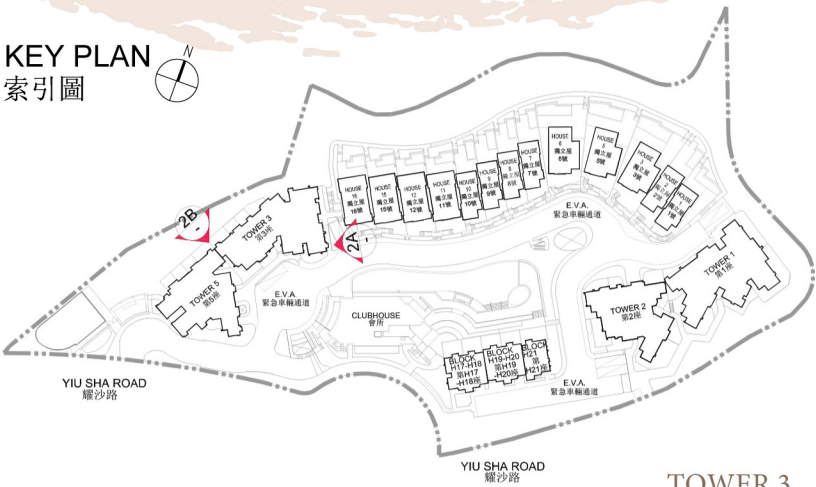 KEY PLAN
索引圖
N
HOUSE
6
獨立屋
6號
HOUSE
5
獨立屋
5號
HOUSE
7
獨立屋
7號
HOUSE
8
獨立屋
8號
HOUSE
9
獨立屋
9號
HOUSE
10
獨立屋
10號
HOUSE
11
獨立屋
11號
HOUSE
12
獨立屋
12號
HOUSE
15
獨立屋
15號
HOUSE
16
獨立屋
16號
HOUSE
3
獨立屋
3號
HOUSE
2
獨立屋
2號
HOUSE
1
獨立屋
1號
E.V.A.
緊急車輛通道
2B
-
TOWER 3
第3座
2A
-
TOWER 5
第5座
E.V.A.
緊急車輛通道
CLUBHOUSE
會所
TOWER 1
第1座
TOWER 2
第2座
BLOCK
H17-H18
第H17
-H18座
BLOCK
H19-H20
第H19
-H20座
BLOCK
H21
第
H21座
E.V.A.
緊急車輛通道
YIU SHA ROAD
耀沙路
YIU SHA ROAD
耀沙路
TOWER 3